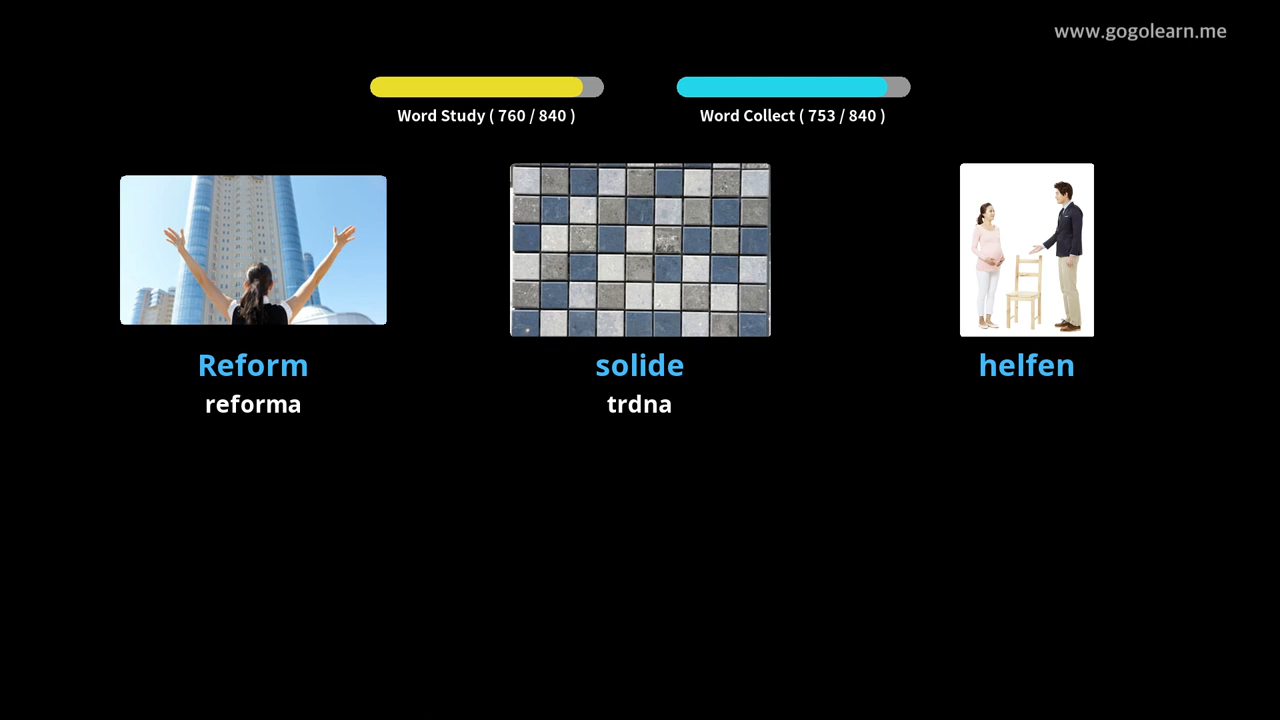 www.gogolearn.me
Word Study ( 760 / 840 )
Word Collect ( 753 / 840 )
Reform
reforma
solide
trdna
helfen